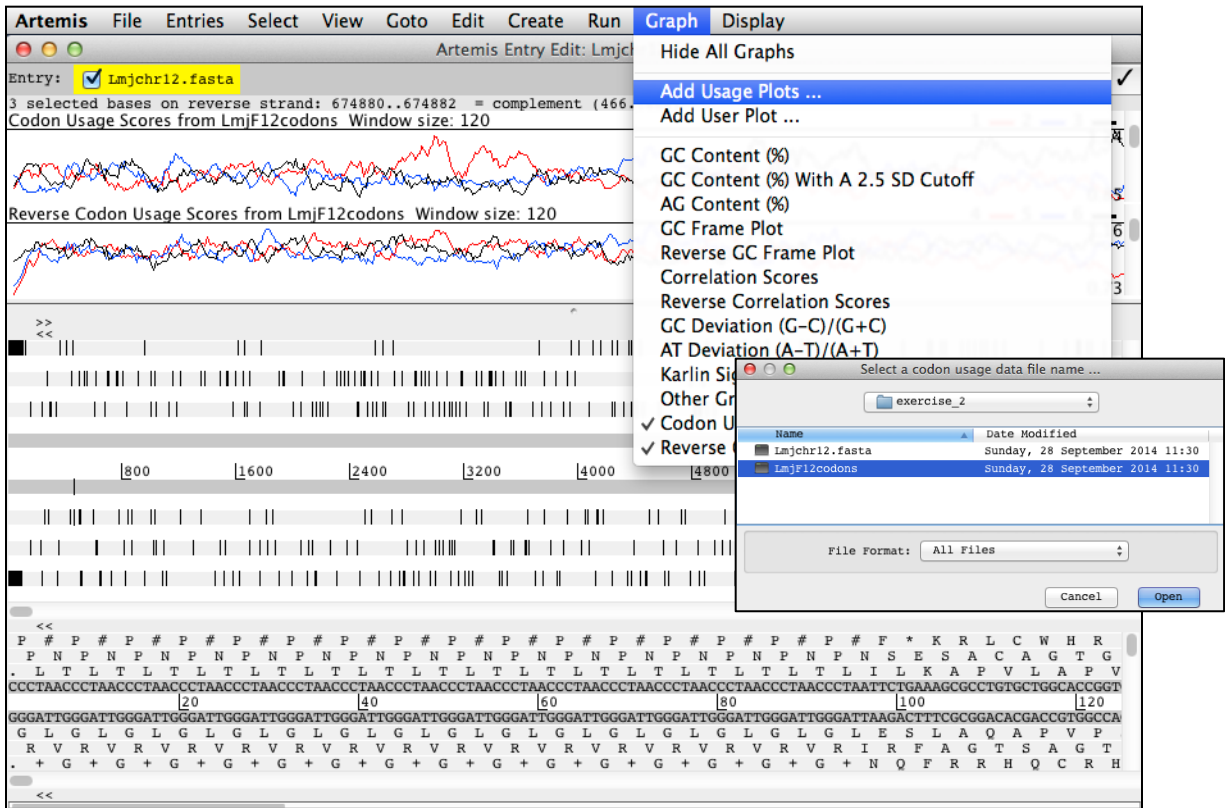 Artemis File Entries Select View Goto Edit Create Run Graph Display
Artemis Entry Edit: Lmjch
Entry: Lmjchr12.fasta
3 selected bases on reverse strand: 674880..674882 = complement (466.
Codon Usage Scores from LmjF12codons Window size: 120
Reverse Codon Usage Scores from LmjF12codons Window size: 120
Hide All Graphs
Add Usage Plots ...
Add User Plot ...
GC Content (%)
GC Content (%) With A 2.5 SD Cutoff
AG Content (%)
GC Frame Plot
Reverse GC Frame Plot
Correlation Scores
Reverse Correlation Scores
GC Deviation (G-C)/(G+C)
AT Deviation (A-T)/(A+T)
Karlin Sig
Other Gr
✓ Codon U
✓ Reverse
Select a codon usage data file name ...
exercise_2
Name Date Modified
Lmjchr12.fasta Sunday, 28 September 2014 11:30
LmjF12codons Sunday, 28 September 2014 11:30
File Format: All Files
Cancel Open
>>
<<
800 1600 2400 3200 4000 4800
<<
P # P # P # P # P # P # P # P # P # P # P # P # P # P # P # P # F * K R L C W H R
P N P N P N P N P N P N P N P N P N P N P N P N P N P N P N P N S E S A C A G T G
. L T L T L T L T L T L T L T L T L T L T L T L T L T L T L T L I L K A P V L A P V
20 40 60 80 100 120
G L G L G L G L G L G L G L G L G L G L G L G L G L G L G L G L E S L A Q A P V P
R V R V R V R V R V R V R V R V R V R V R V R V R V R V R V R I R F A G T S A G T
. + G + G + G + G + G + G + G + G + G + G + G + G + G + G + G + N Q F R R H Q C R H
<<